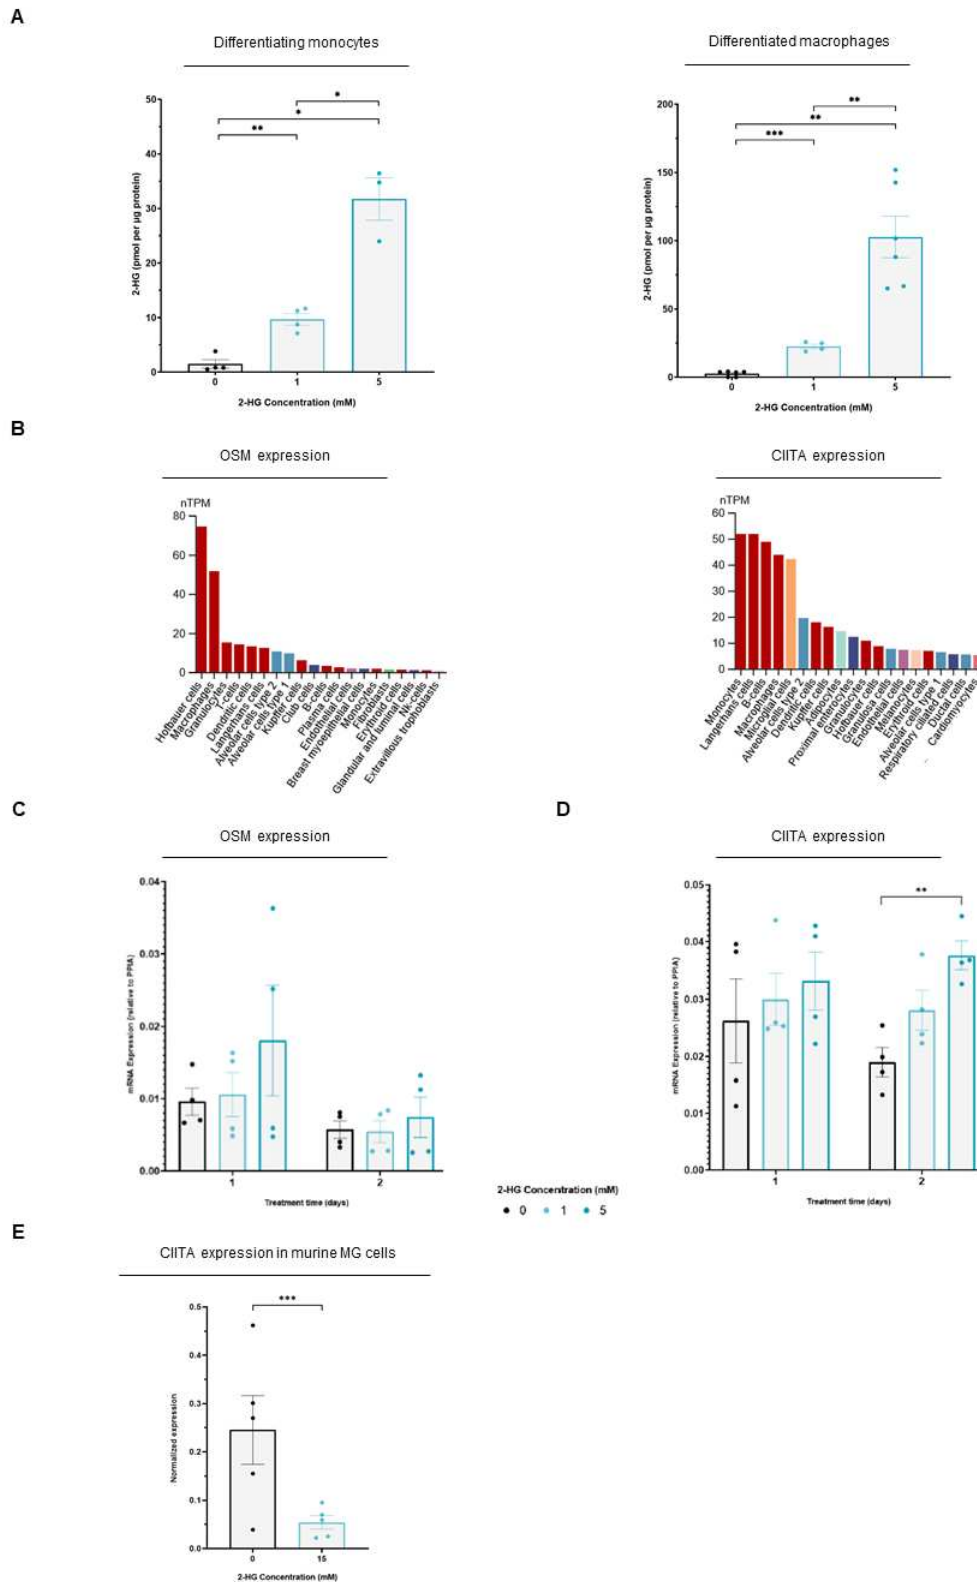 A
Differentiating monocytes
50
40
30
20
10
0
2-HG (pmol per µg protein)
*
*
**
0 1 5
2-HG Concentration (mM)
Differentiated macrophages
200
150
100
50
0
2-HG (pmol per µg protein)
**
**
***
0 1 5
2-HG Concentration (mM)
B
OSM expression
nTPM
80
60
40
20
0
Hofbauer cells
Macrophages
Granulocytes
T-cells
Dendritic cells
Langerhans cells
Alveolar cells type 2
Alveolar cells type 1
Kupffer cells
Club cells
B-cells
Plasma cells
Endothelial cells
Breast myoepithelial cells
Monocytes
Fibroblasts
Erythroid cells
Glandular and luminal cells
Nk-cells
Extravillous trophoblasts
CIITA expression
nTPM
60
50
40
30
20
10
0
Monocytes
Langerhans cells
B-cells
Macrophages
Microglial cells
Alveolar cells type 2
Dendritic cells
Kupffer cells
Adipocytes
Proximal enterocytes
Granulocytes
Hofbauer cells
Granulosa cells
Endothelial cells
Melanocytes
Erythroid cells
Alveolar cells type 1
Respiratory ciliated cells
Ductal cells
Cardiomyocytes
C
OSM expression
0.04
0.03
0.02
0.01
0.00
mRNA Expression (relative to PPIA)
1 2
Treatment time (days)
2-HG Concentration (mM)
0 1 5
D
CIITA expression
0.05
0.04
0.03
0.02
0.01
0.00
mRNA Expression (relative to PPIA)
**
1 2
Treatment time (days)
E
CIITA expression in murine MG cells
0.5
0.4
0.3
0.2
0.1
0.0
Normalized expression
***
0 15
2-HG Concentration (mM)